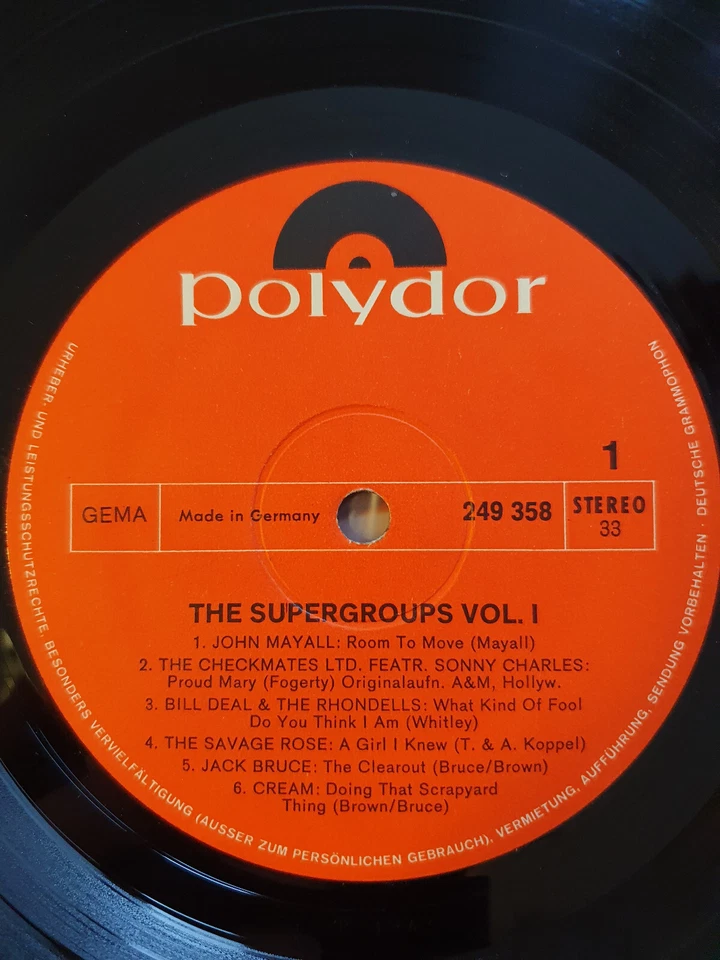 polydor
1
GEMA
Made in Germany
249 358
STEREO
33
THE SUPERGROUPS VOL. I
1. JOHN MAYALL: Room To Move (Mayall)
2. THE CHECKMATES LTD. FEATR. SONNY CHARLES:
Proud Mary (Fogerty) Originalaufn. A&M, Hollyw.
3. BILL DEAL & THE RHONDELLS: What Kind Of Fool
Do You Think I Am (Whitley)
4. THE SAVAGE ROSE: A Girl I Knew (T. & A. Koppel)
5. JACK BRUCE: The Clearout (Bruce/Brown)
6. CREAM: Doing That Scrapyard
Thing (Brown/Bruce)
URHEBER- UND LEISTUNGSSCHUTZRECHTE, BESONDERS VERVIELFÄLTIGUNG (AUSSER ZUM PERSÖNLICHEN GEBRAUCH), VERMIETUNG, AUFFÜHRUNG, SENDUNG VORBEHALTEN · DEUTSCHE GRAMMOPHON